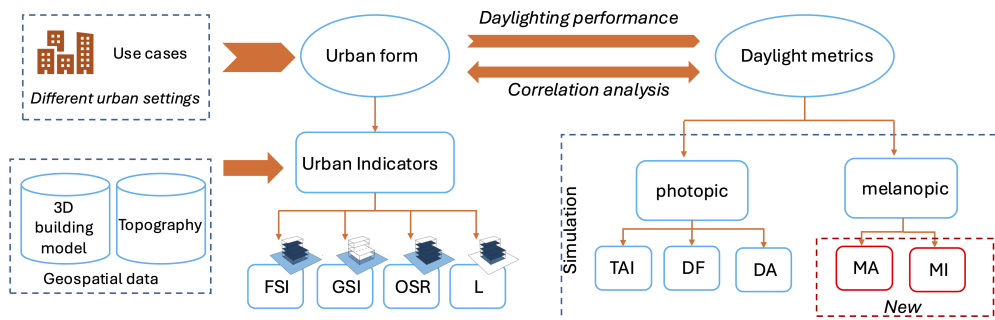 Use cases
Different urban settings
3D
building
model
Topography
Geospatial data
Urban form
Urban Indicators
FSI
GSI
OSR
L
Daylighting performance
Correlation analysis
Daylight metrics
Simulation
photopic
melanopic
TAI
DF
DA
MA
MI
New